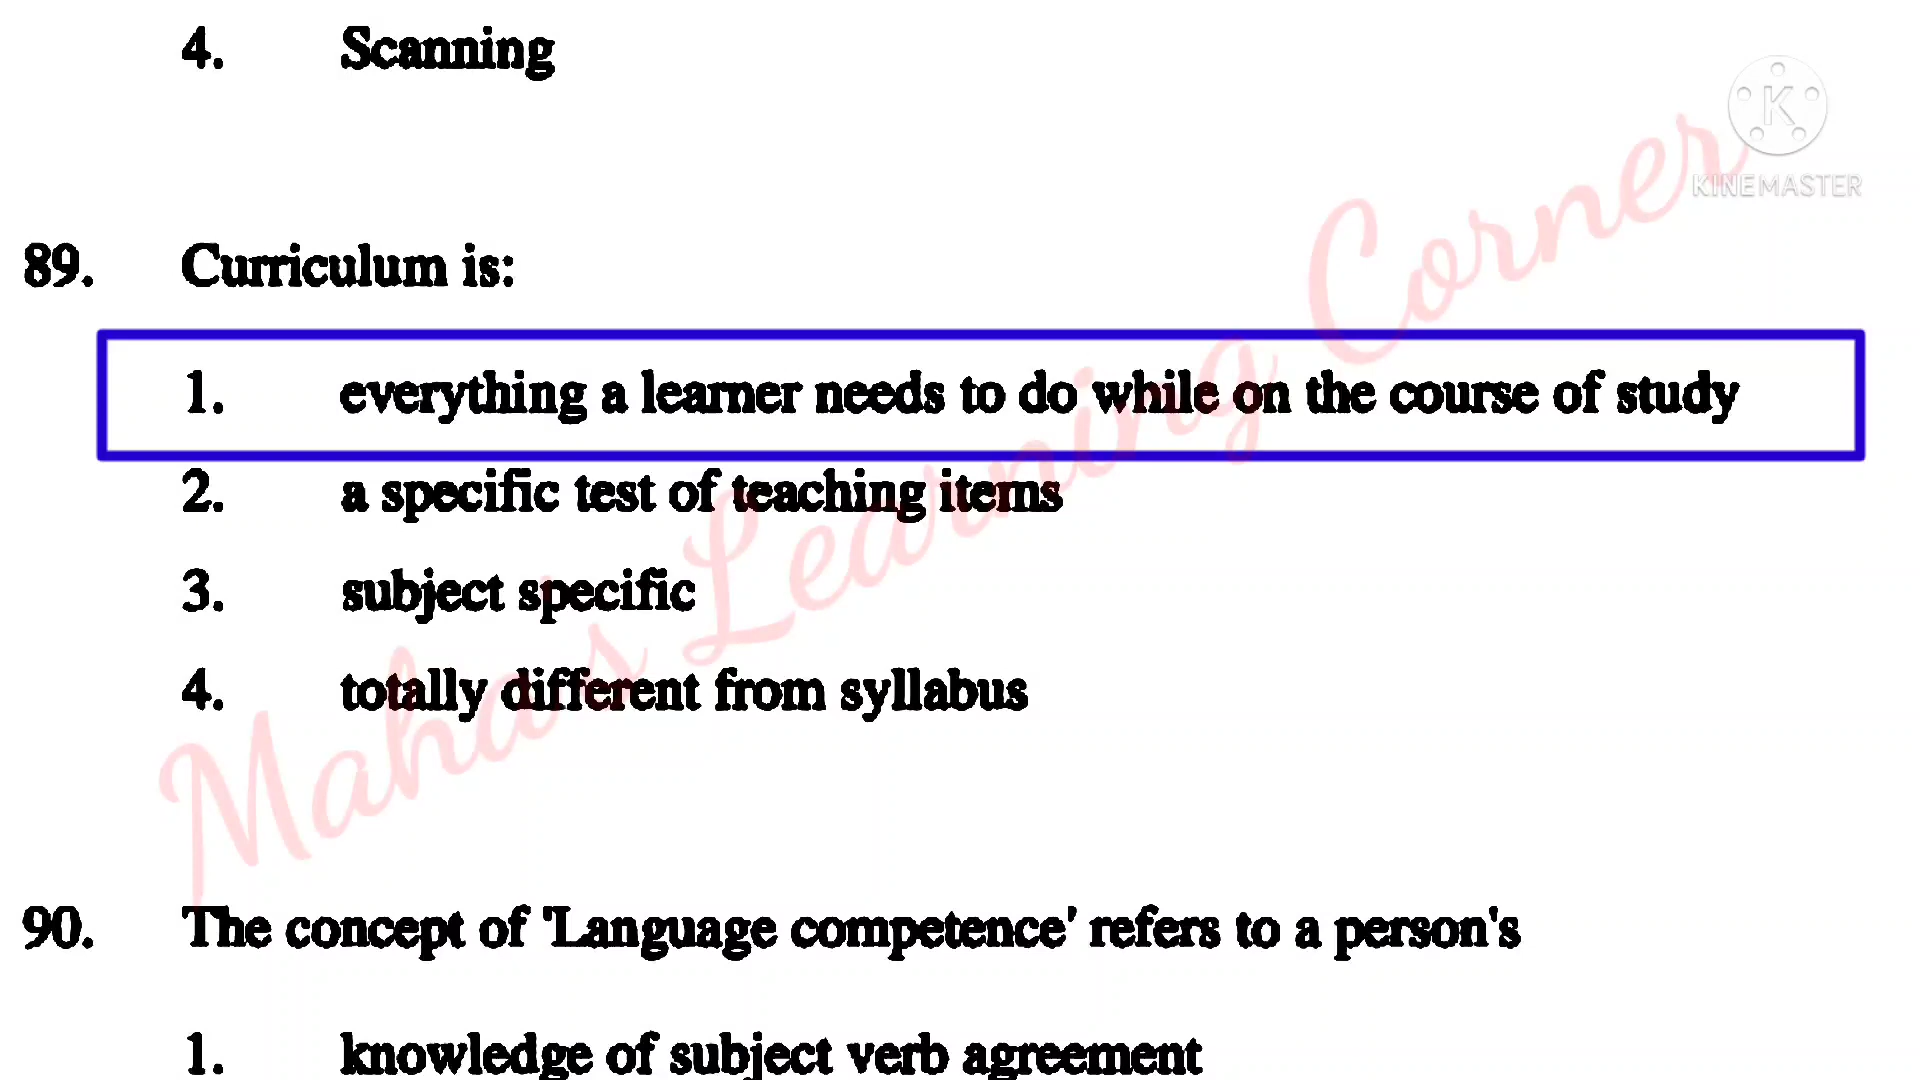 4. Scanning
K
KINEMASTER
89. Curriculum is:
1. everything a learner needs to do while on the course of study
2. a specific test of teaching items
3. subject specific
4. totally different from syllabus
Maha's Learning Corner
90. The concept of 'Language competence' refers to a person's
1. knowledge of subject verb agreement